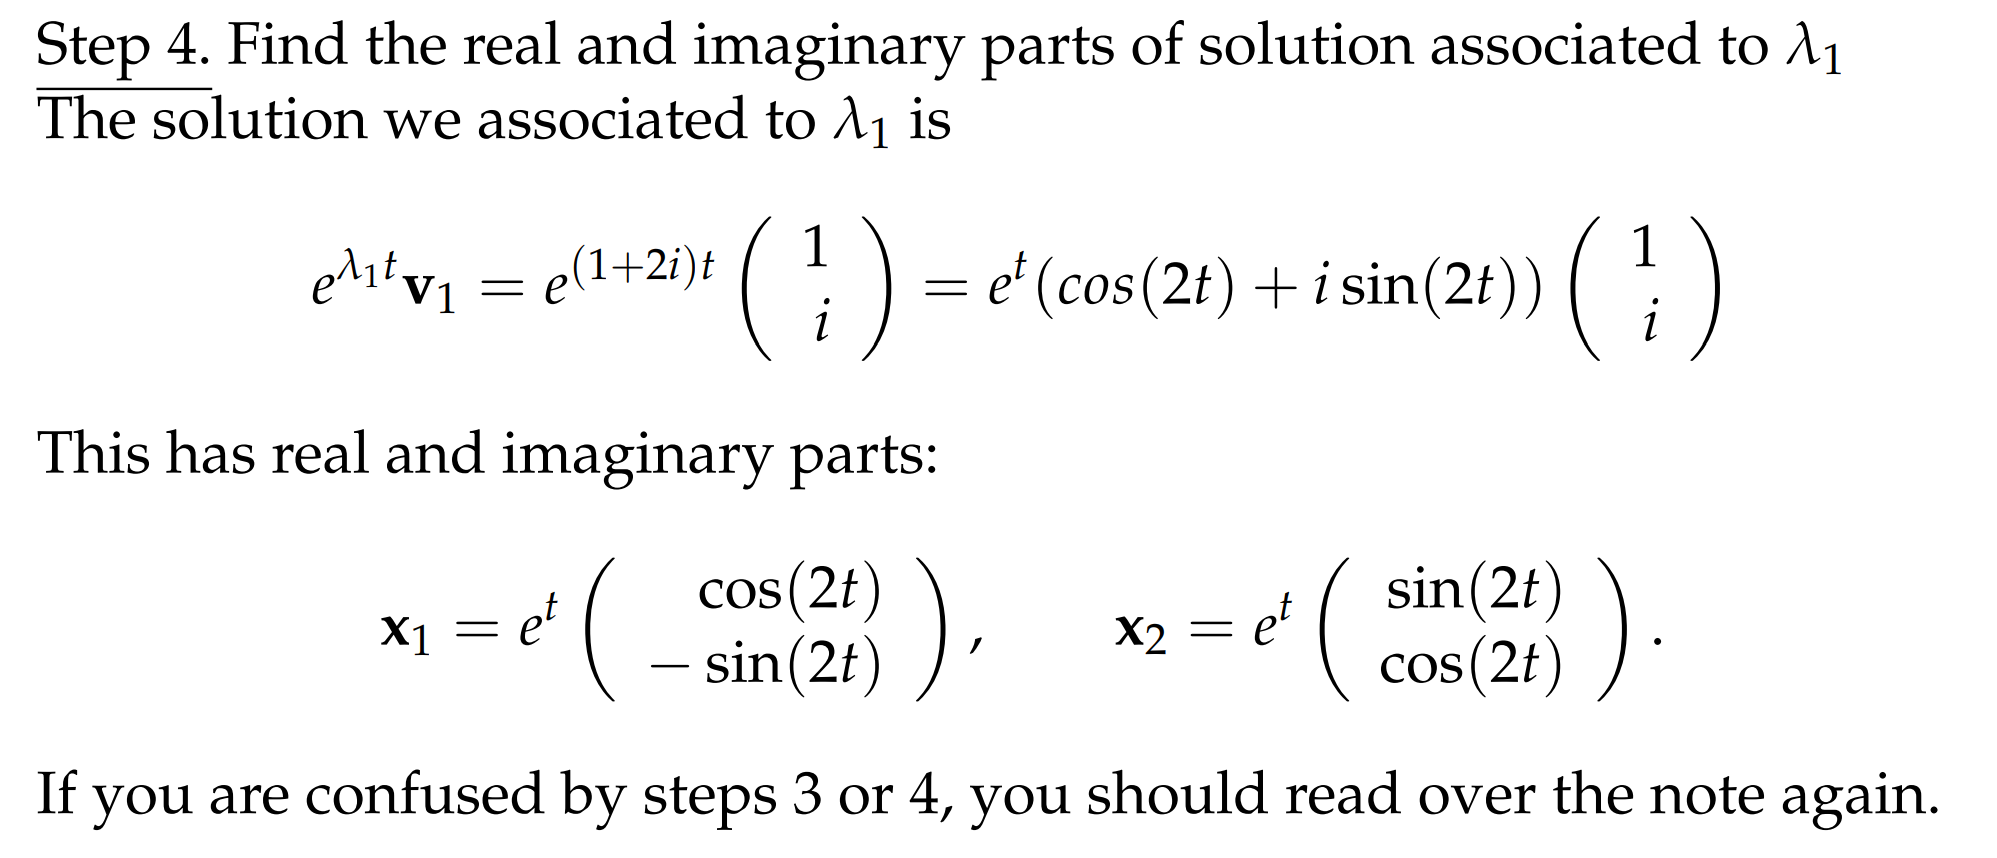 Step 4. Find the real and imaginary parts of solution associated to λ₁
The solution we associated to λ₁ is
$e^{\lambda_1 t}\mathbf{v}_1 = e^{(1+2i)t} \begin{pmatrix} 1 \\ i \end{pmatrix} = e^t(cos(2t) + i\sin(2t)) \begin{pmatrix} 1 \\ i \end{pmatrix}$
This has real and imaginary parts:
$\mathbf{x}_1 = e^t \begin{pmatrix} \cos(2t) \\ -\sin(2t) \end{pmatrix}, \quad \mathbf{x}_2 = e^t \begin{pmatrix} \sin(2t) \\ \cos(2t) \end{pmatrix}.$
If you are confused by steps 3 or 4, you should read over the note again.